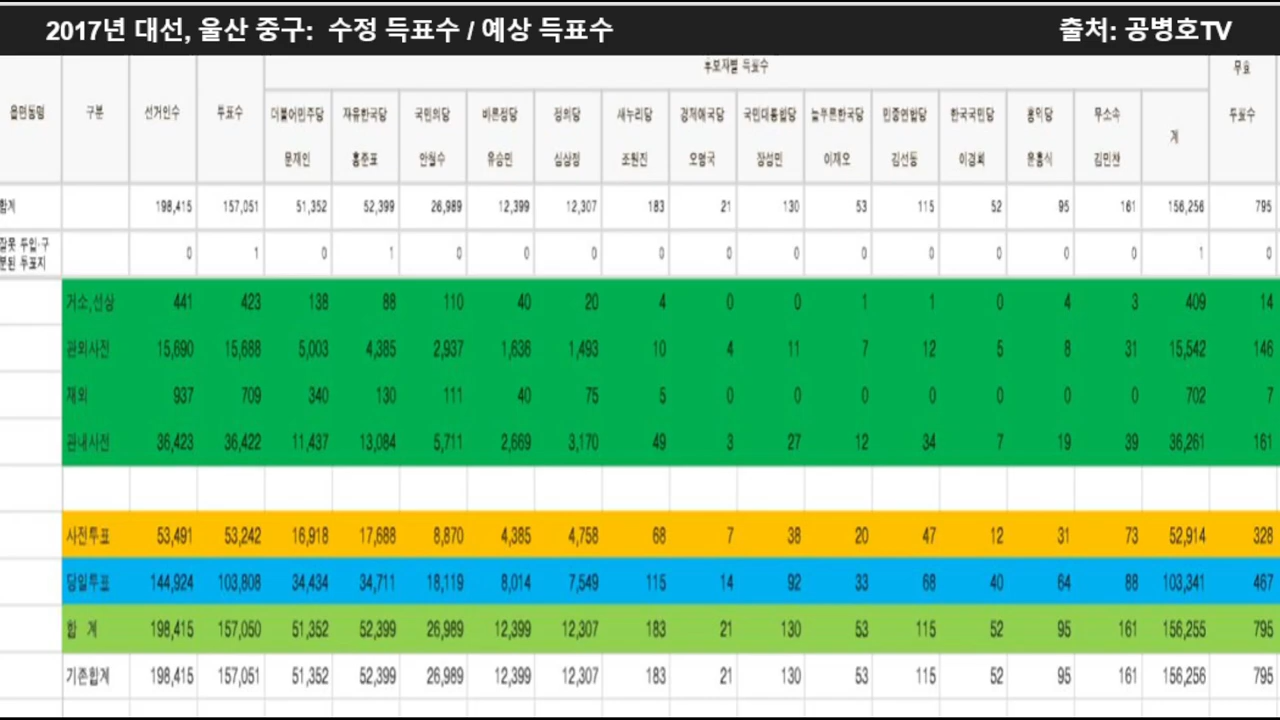 2017년 대선, 울산 중구: 수정 득표수 / 예상 득표수 출처: 공병호TV
후보자별 득표수 무효
읍면동명 구분 선거인수 투표수 더불어민주당 자유한국당 국민의당 바른정당 정의당 새누리당 경제애국당 국민대통합당 늘푸른한국당 민중연합당 한국국민당 홍익당 무소속 계 투표수
문재인 홍준표 안철수 유승민 심상정 조원진 오영국 장성민 이재오 김선동 이경희 윤홍식 김민찬
합계 198,415 157,051 51,352 52,399 26,989 12,399 12,307 183 21 130 53 115 52 95 161 156,256 795
잘못 투입·구
분된 투표지 0 1 0 1 0 0 0 0 0 0 0 0 0 0 0 1 0
거소,선상 441 423 138 88 110 40 20 4 0 0 1 1 0 4 3 409 14
관외사전 15,690 15,688 5,003 4,385 2,937 1,636 1,493 10 4 11 7 12 5 8 31 15,542 146
재외 937 709 340 130 111 40 75 5 0 0 0 0 0 0 0 702 7
관내사전 36,423 36,422 11,437 13,084 5,711 2,669 3,170 49 3 27 12 34 7 19 39 36,261 161
사전투표 53,491 53,242 16,918 17,688 8,870 4,385 4,758 68 7 38 20 47 12 31 73 52,914 328
당일투표 144,924 103,808 34,434 34,711 18,119 8,014 7,549 115 14 92 33 68 40 64 88 103,341 467
합 계 198,415 157,050 51,352 52,399 26,989 12,399 12,307 183 21 130 53 115 52 95 161 156,255 795
기존합계 198,415 157,051 51,352 52,399 26,989 12,399 12,307 183 21 130 53 115 52 95 161 156,256 795